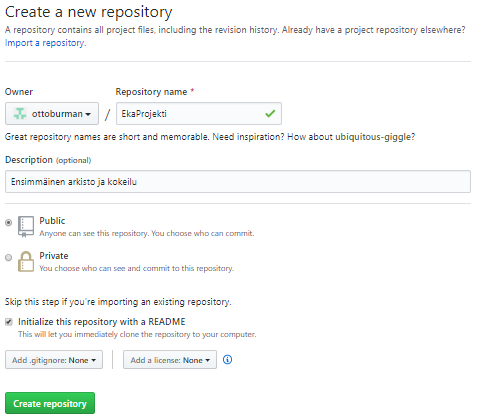 Create a new repository
A repository contains all project files, including the revision history. Already have a project repository elsewhere?
Import a repository.
Owner
Repository name *
ottoburman / EkaProjekti
Great repository names are short and memorable. Need inspiration? How about ubiquitous-giggle?
Description (optional)
Ensimmäinen arkisto ja kokeilu
Public
Anyone can see this repository. You choose who can commit.
Private
You choose who can see and commit to this repository.
Skip this step if you're importing an existing repository.
Initialize this repository with a README
This will let you immediately clone the repository to your computer.
Add .gitignore: None
Add a license: None
Create repository